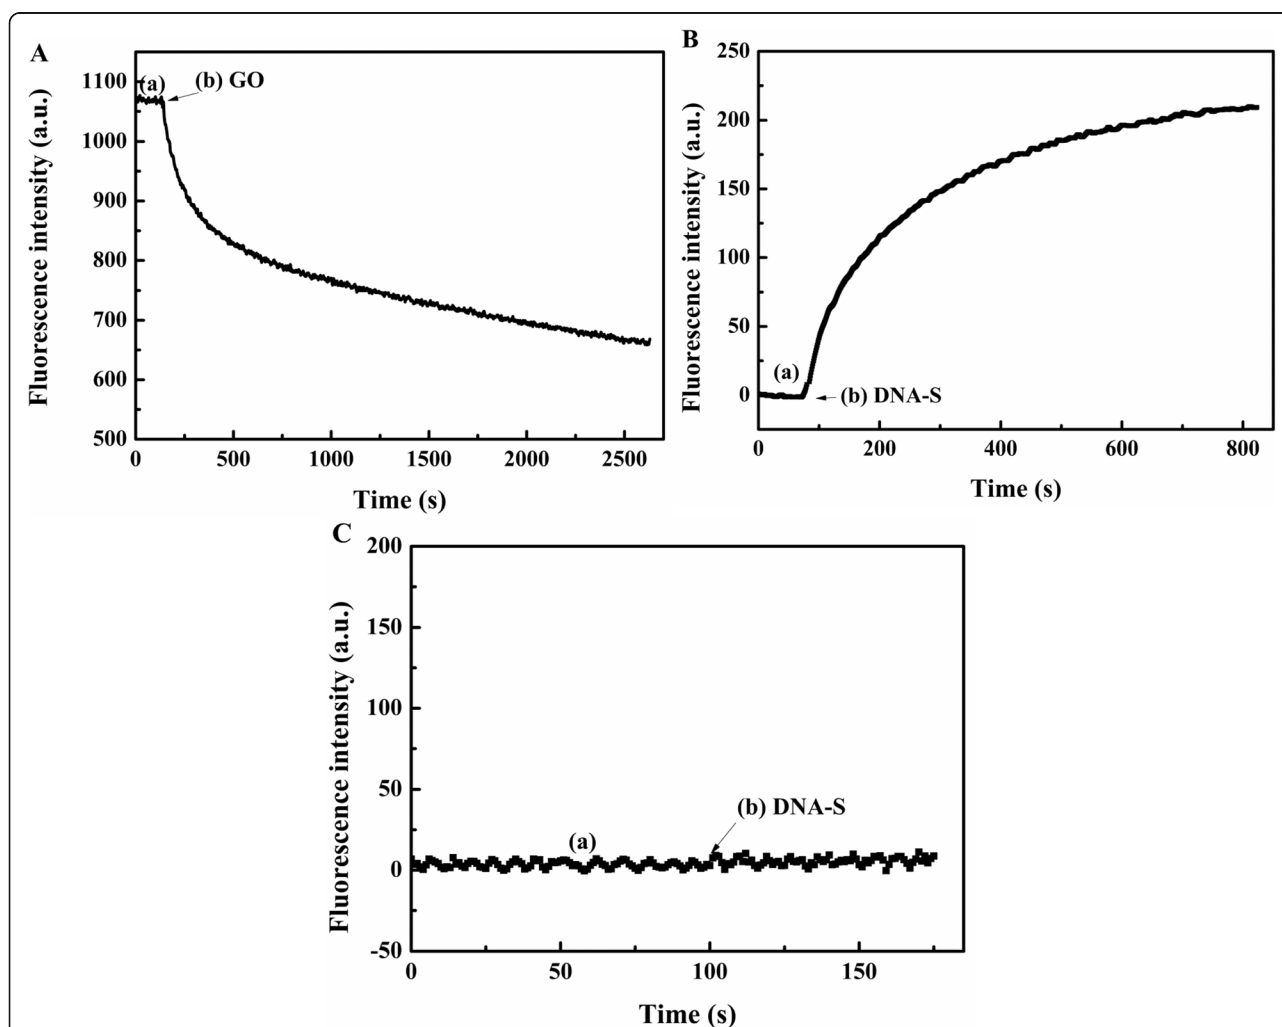 A
Fluorescence intensity (a.u.)
1100
1000
900
800
700
600
500
(a)
(b) GO
0 500 1000 1500 2000 2500
Time (s)
B
Fluorescence intensity (a.u.)
250
200
150
100
50
0
(a)
(b) DNA-S
0 200 400 600 800
Time (s)
C
Fluorescence intensity (a.u.)
200
150
100
50
0
-50
(a)
(b) DNA-S
0 50 100 150
Time (s)